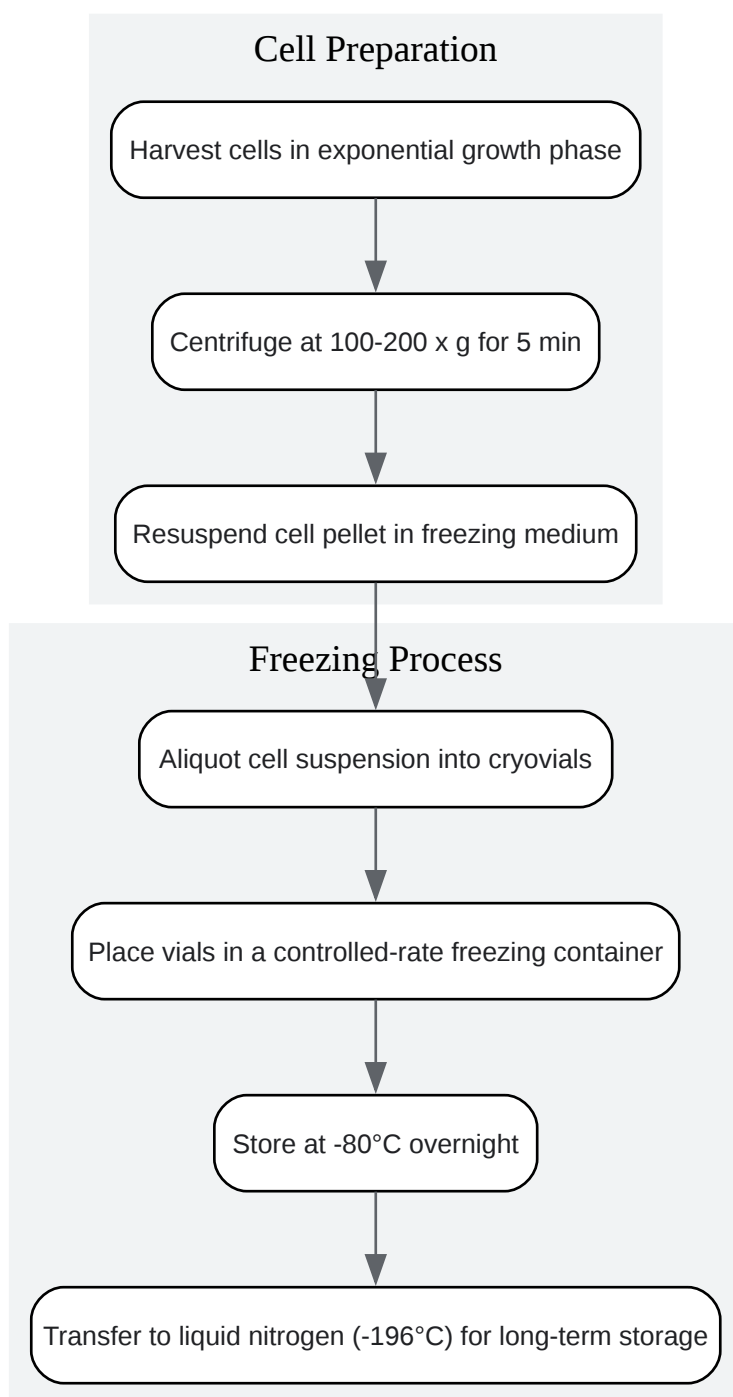 Cell Preparation
Harvest cells in exponential growth phase
Centrifuge at 100-200 x g for 5 min
Resuspend cell pellet in freezing medium
Freezing Process
Aliquot cell suspension into cryovials
Place vials in a controlled-rate freezing container
Store at -80°C overnight
Transfer to liquid nitrogen (-196°C) for long-term storage